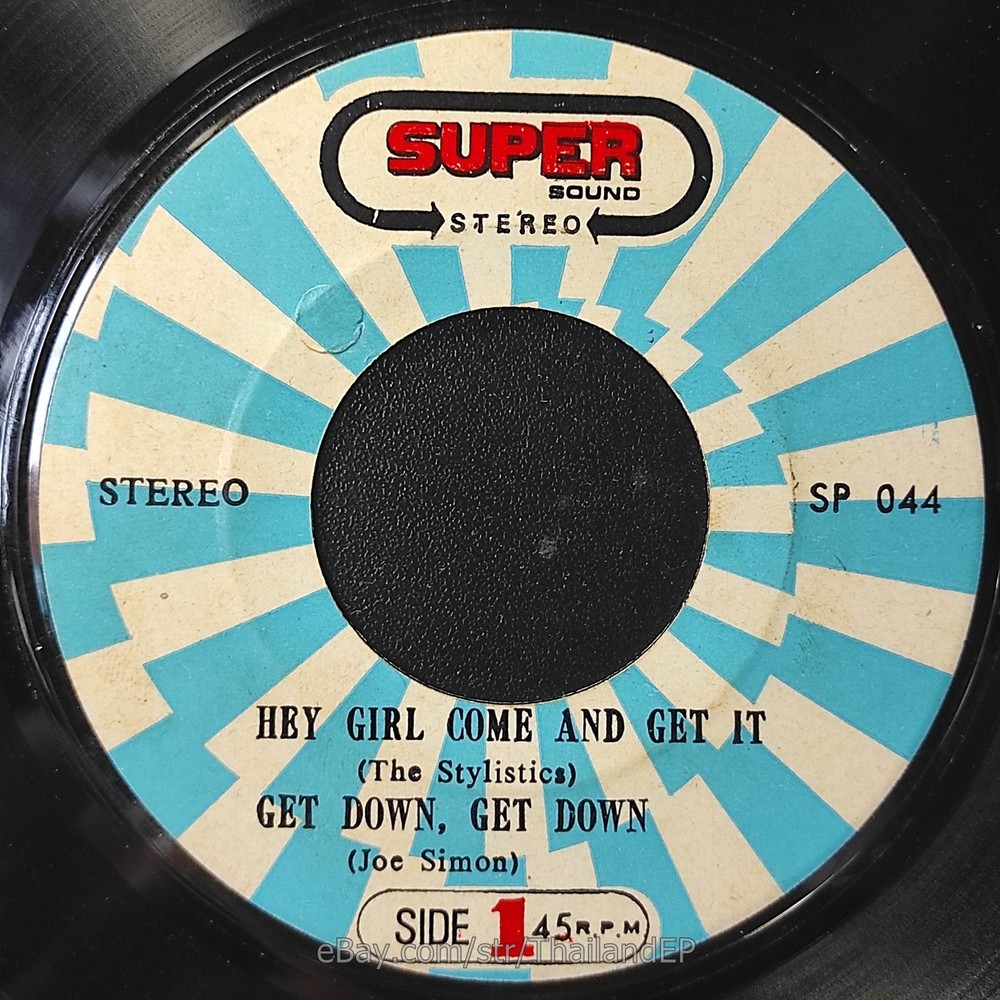 SUPER
SOUND
STEREO
STEREO
SP 044
HEY GIRL COME AND GET IT
(The Stylistics)
GET DOWN, GET DOWN
(Joe Simon)
SIDE 1 45 R.P.M
eBay.com/str/ThailandEP